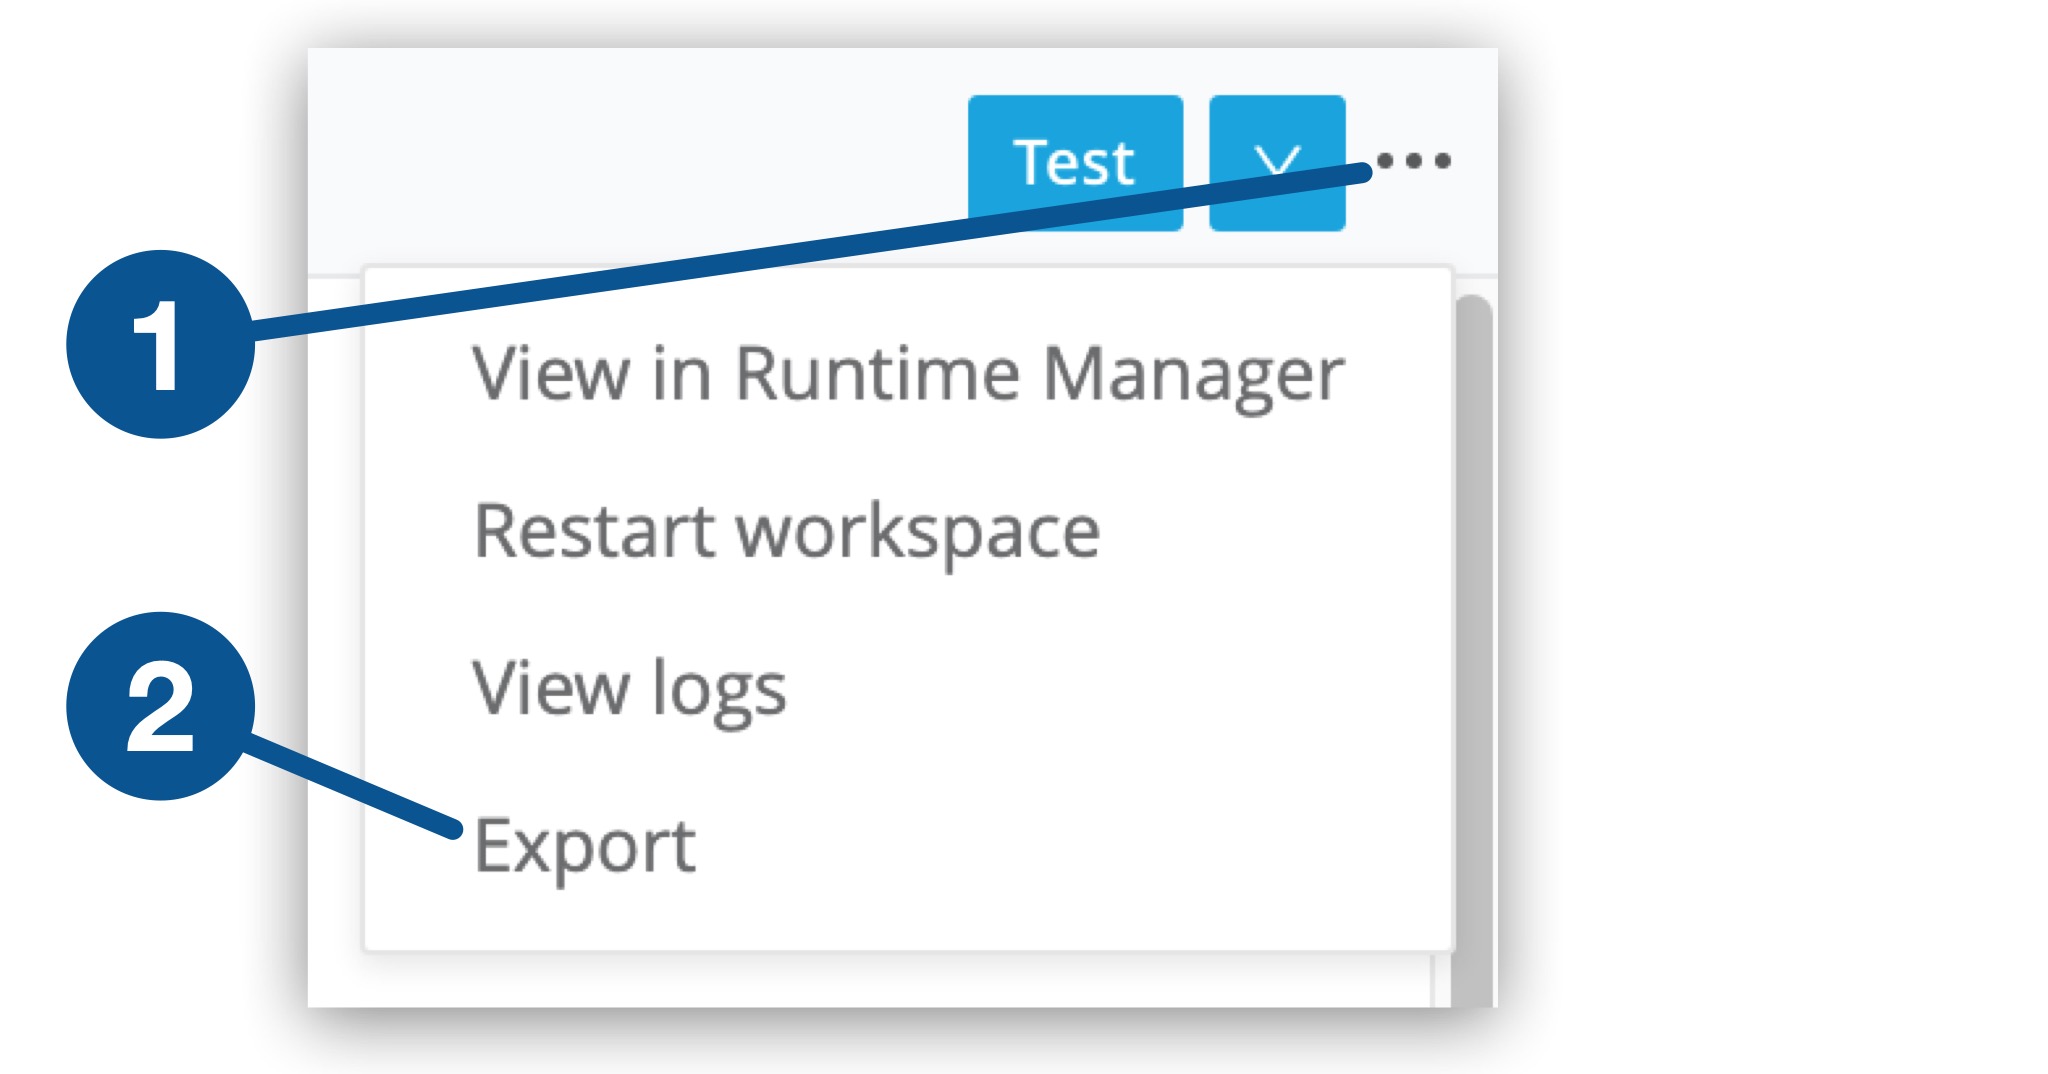 Test
1
View in Runtime Manager
Restart workspace
View logs
2
Export